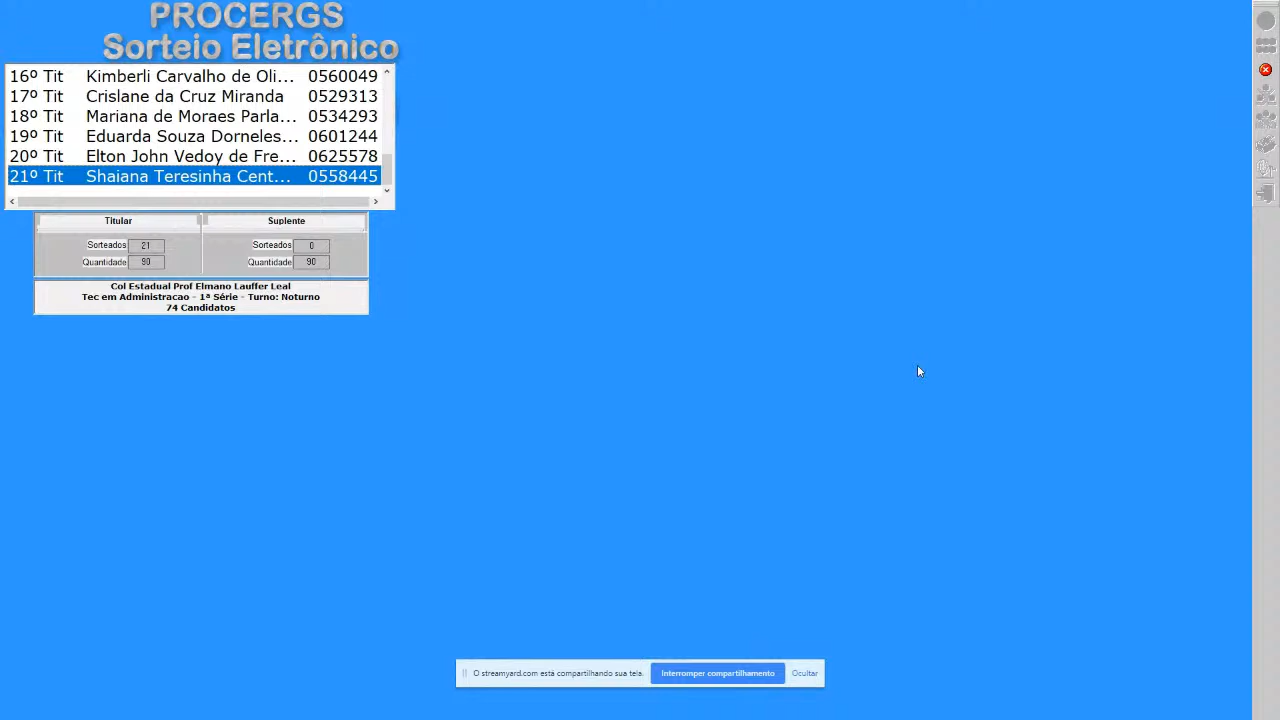 PROCERGS
Sorteio Eletrônico
16º Tit Kimberli Carvalho de Oli... 0560049
17º Tit Crislane da Cruz Miranda 0529313
18º Tit Mariana de Moraes Parla... 0534293
19º Tit Eduarda Souza Dorneles... 0601244
20º Tit Elton John Vedoy de Fre... 0625578
21º Tit Shaiana Teresinha Cent... 0558445
Titular Suplente
Sorteados 21 Sorteados 0
Quantidade 90 Quantidade 90
Col Estadual Prof Elmano Lauffer Leal
Tec em Administracao - 1ª Série - Turno: Noturno
74 Candidatos
O streamyard.com está compartilhando sua tela. Interromper compartilhamento Ocultar